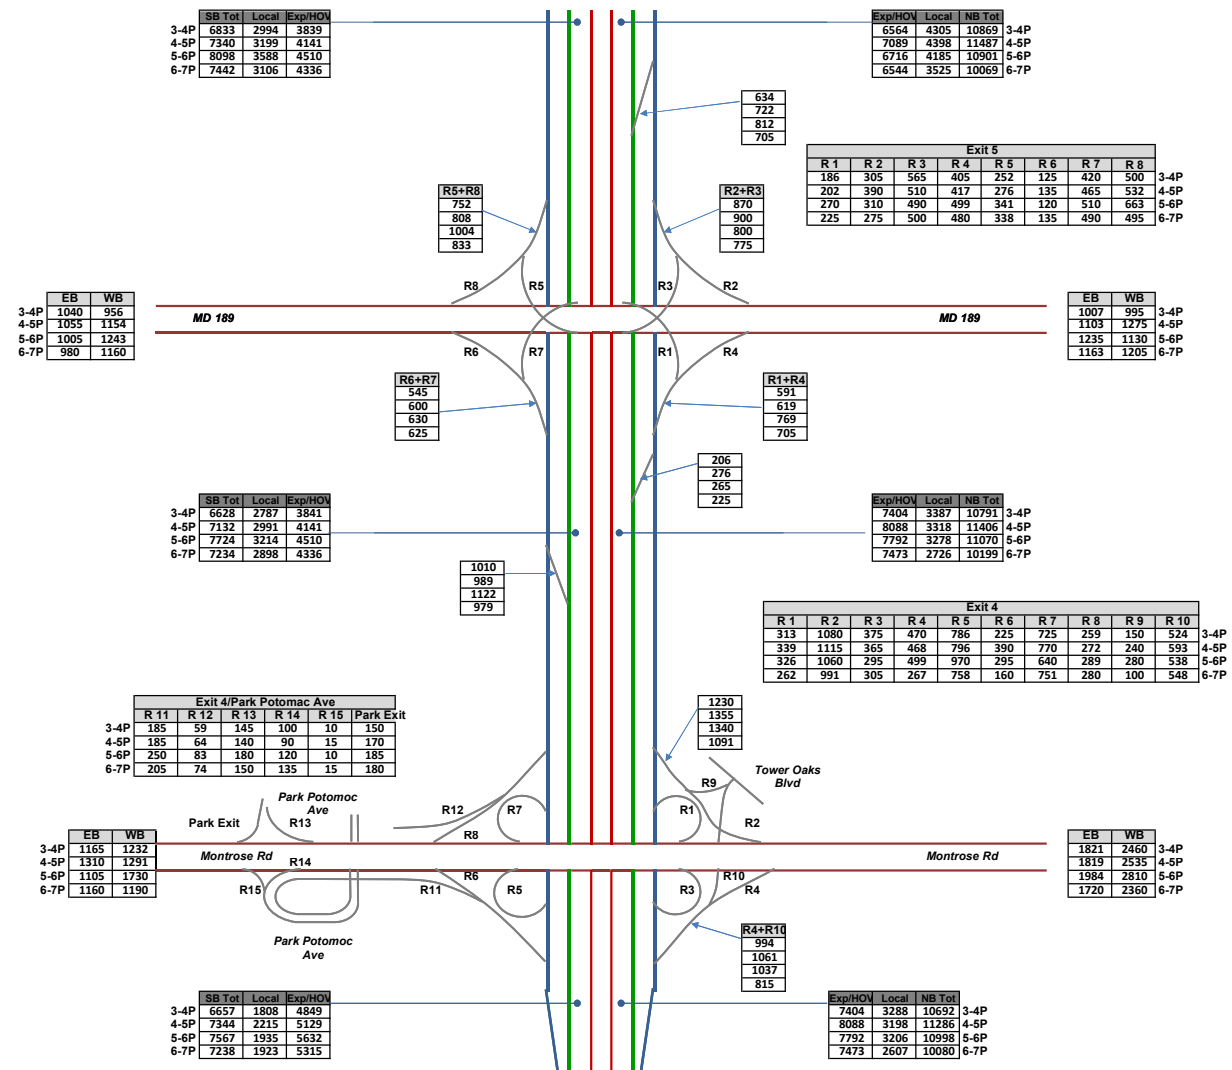 SB Tot Local Exp/HOV
3-4P 6833 2994 3839
4-5P 7340 3199 4141
5-6P 8098 3588 4510
6-7P 7442 3106 4336
Exp/HOV Local NB Tot
6564 4305 10869 3-4P
7089 4398 11487 4-5P
6716 4185 10901 5-6P
6544 3525 10069 6-7P
634
722
812
705
Exit 5
R 1 R 2 R 3 R 4 R 5 R 6 R 7 R 8
186 305 565 405 252 125 420 500 3-4P
202 390 510 417 276 135 465 532 4-5P
270 310 490 499 341 120 510 663 5-6P
225 275 500 480 338 135 490 495 6-7P
R5+R8
752
808
1004
833
R2+R3
870
900
800
775
R8 R5 R3 R2
EB WB
3-4P 1040 956
4-5P 1055 1154
5-6P 1005 1243
6-7P 980 1160
MD 189
MD 189
EB WB
1007 995 3-4P
1103 1275 4-5P
1235 1130 5-6P
1163 1205 6-7P
R6 R7 R1 R4
R6+R7
545
600
630
625
R1+R4
591
619
769
705
206
276
265
225
SB Tot Local Exp/HOV
3-4P 6628 2787 3841
4-5P 7132 2991 4141
5-6P 7724 3214 4510
6-7P 7234 2898 4336
Exp/HOV Local NB Tot
7404 3387 10791 3-4P
8088 3318 11406 4-5P
7792 3278 11070 5-6P
7473 2726 10199 6-7P
1010
989
1122
979
Exit 4
R 1 R 2 R 3 R 4 R 5 R 6 R 7 R 8 R 9 R 10
313 1080 375 470 786 225 725 259 150 524 3-4P
339 1115 365 468 796 390 770 272 240 593 4-5P
326 1060 295 499 970 295 640 289 280 538 5-6P
262 991 305 267 758 160 751 280 100 548 6-7P
Exit 4/Park Potomac Ave
R 11 R 12 R 13 R 14 R 15 Park Exit
3-4P 185 59 145 100 10 150
4-5P 185 64 140 90 15 170
5-6P 250 83 180 120 10 185
6-7P 205 74 150 135 15 180
1230
1355
1340
1091
Tower Oaks
Blvd
R9
Park Potomoc
Ave
Park Exit R13 R12 R7 R8 R1 R2
EB WB
3-4P 1165 1232
4-5P 1310 1291
5-6P 1105 1730
6-7P 1160 1190
Montrose Rd
Montrose Rd
EB WB
1821 2460 3-4P
1819 2535 4-5P
1984 2810 5-6P
1720 2360 6-7P
R14 R15 R11 R6 R5 R3 R10 R4
Park Potomoc
Ave
R4+R10
994
1061
1037
815
SB Tot Local Exp/HOV
3-4P 6657 1808 4849
4-5P 7344 2215 5129
5-6P 7567 1935 5632
6-7P 7238 1923 5315
Exp/HOV Local NB Tot
7404 3288 10692 3-4P
8088 3198 11286 4-5P
7792 3206 10998 5-6P
7473 2607 10080 6-7P